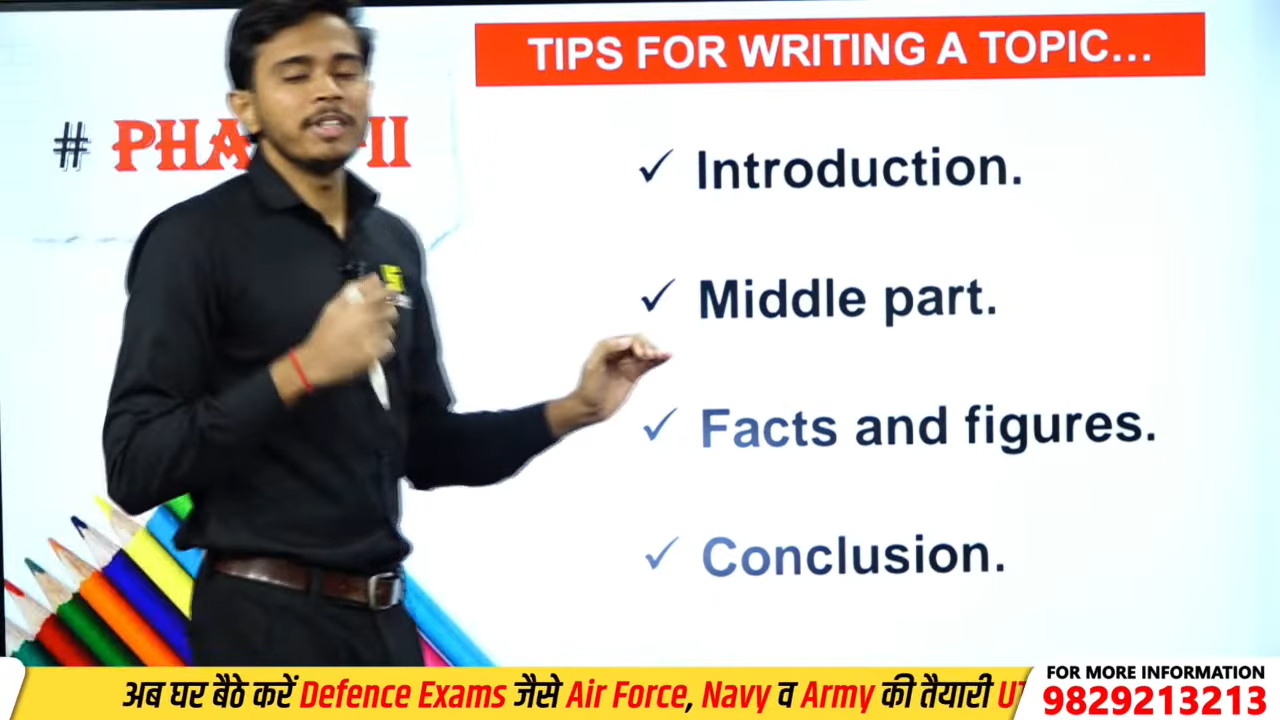 TIPS FOR WRITING A TOPIC...
#
✓ Introduction.
✓ Middle part.
✓ Facts and figures.
✓ Conclusion.
अब घर बैठे करें Defence Exams जैसे Air Force, Navy व Army की तैयारी
FOR MORE INFORMATION
9829213213